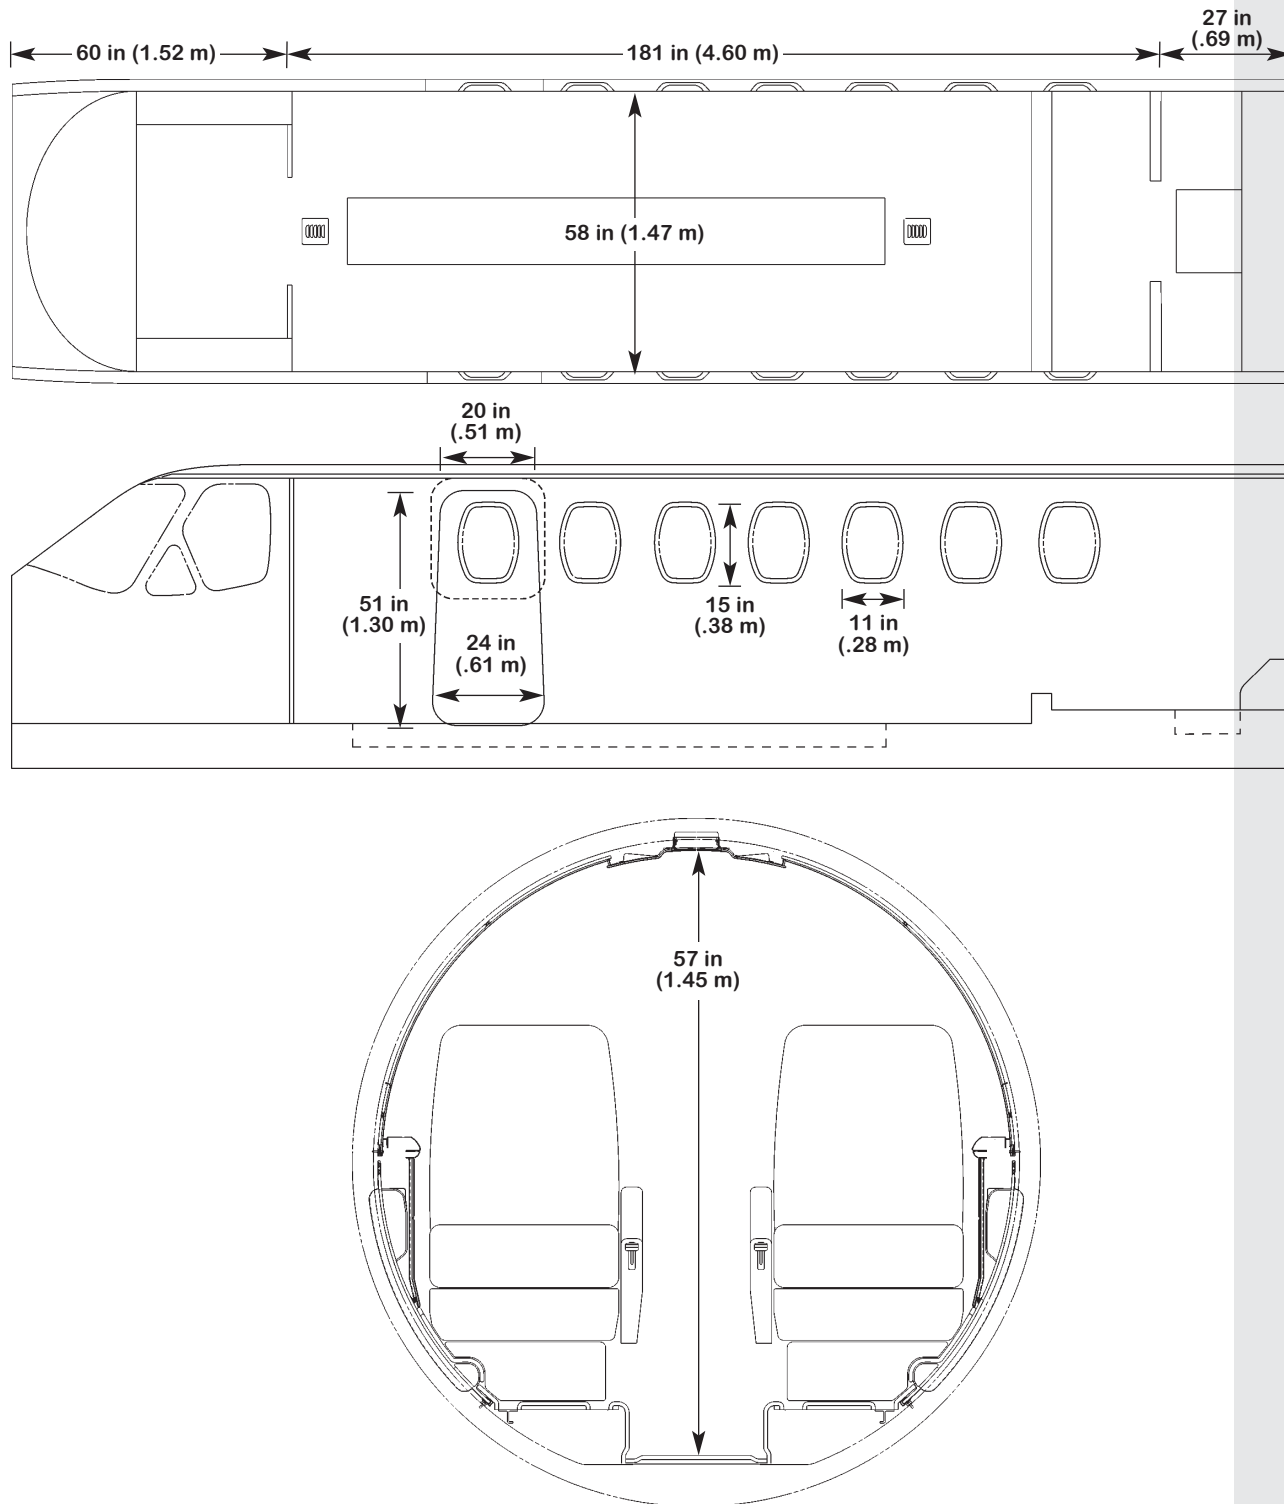 27 in
(.69 m)
60 in (1.52 m)
181 in (4.60 m)
58 in (1.47 m)
20 in
(.51 m)
51 in
(1.30 m)
24 in
(.61 m)
15 in
(.38 m)
11 in
(.28 m)
57 in
(1.45 m)